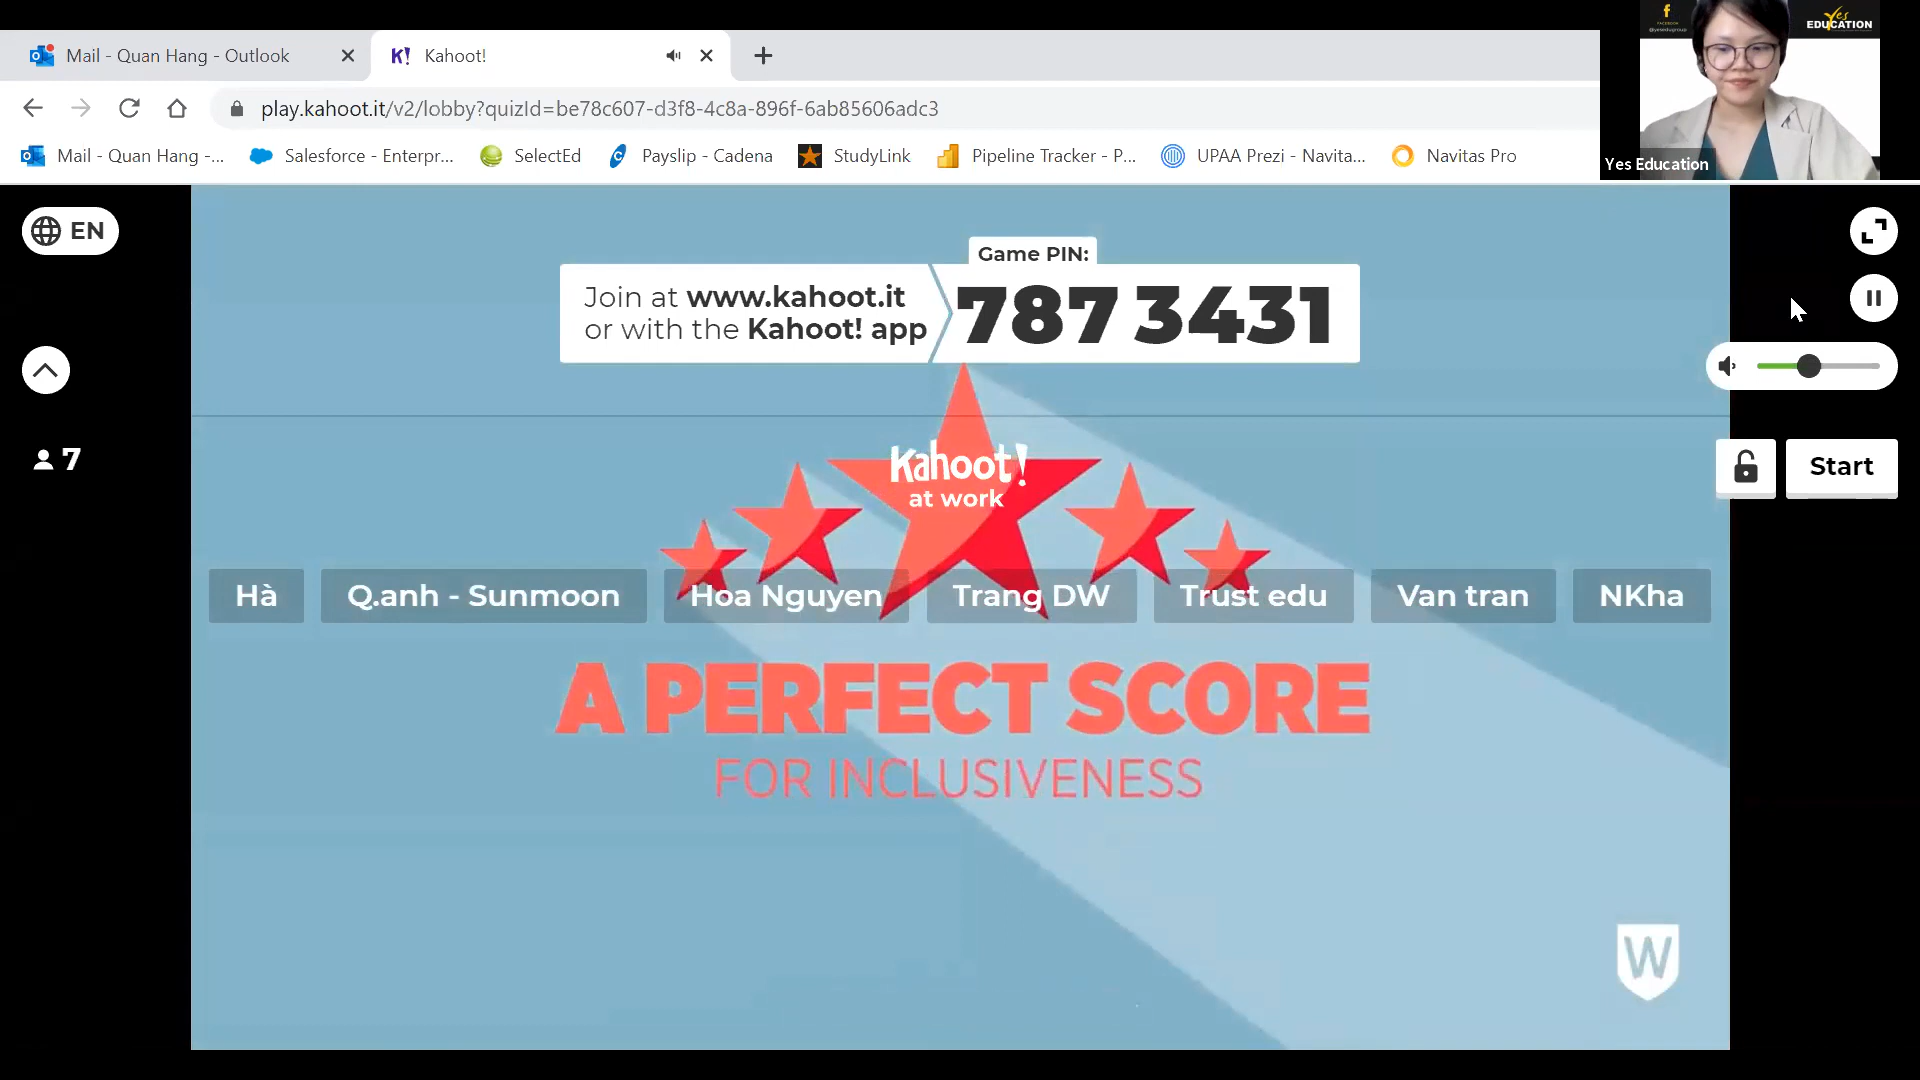 Mail - Quan Hang - Outlook
Kahoot!
play.kahoot.it/v2/lobby?quizId=be78c607-d3f8-4c8a-896f-6ab85606adc3
Mail - Quan Hang -...
Salesforce - Enterpr...
SelectEd
Payslip - Cadena
StudyLink
Pipeline Tracker - P...
UPAA Prezi - Navita...
Navitas Pro
Yes
EDUCATION
Yes Education
EN
Game PIN:
Join at www.kahoot.it
or with the Kahoot! app
787 3431
7
Kahoot!
at work
Start
Hà
Q.anh - Sunmoon
Hoa Nguyen
Trang DW
Trust edu
Van tran
NKha
A PERFECT SCORE
FOR INCLUSIVENESS
W